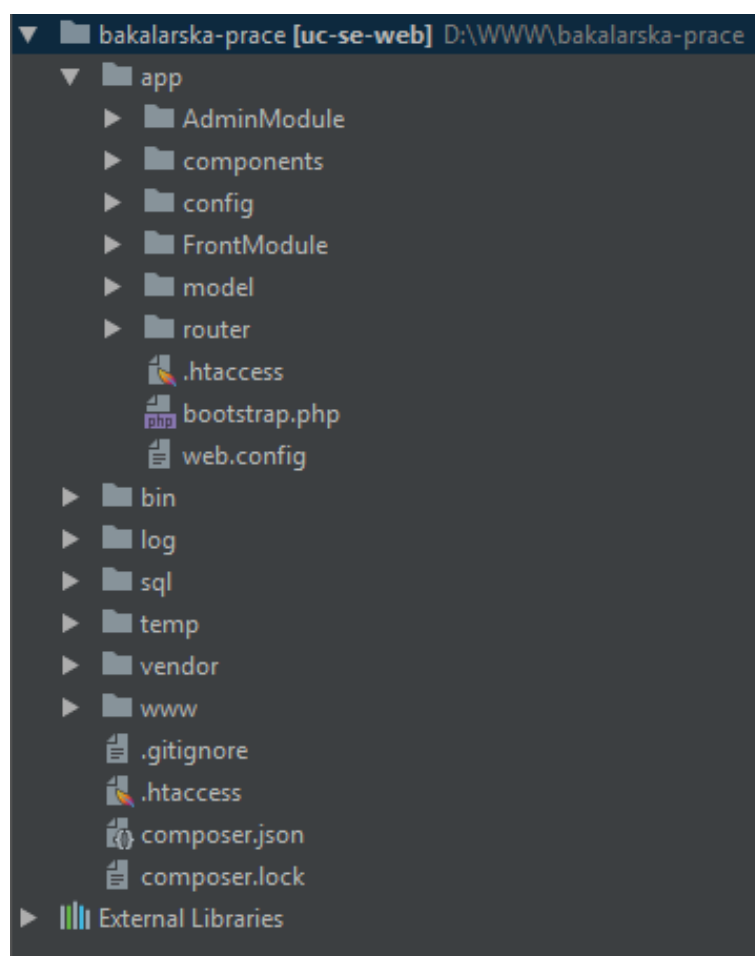 bakalarska-prace [uc-se-web] D:\WWW\bakalarska-prace
app
AdminModule
components
config
FrontModule
model
router
.htaccess
php bootstrap.php
web.config
bin
log
sql
temp
vendor
www
.gitignore
.htaccess
composer.json
composer.lock
External Libraries